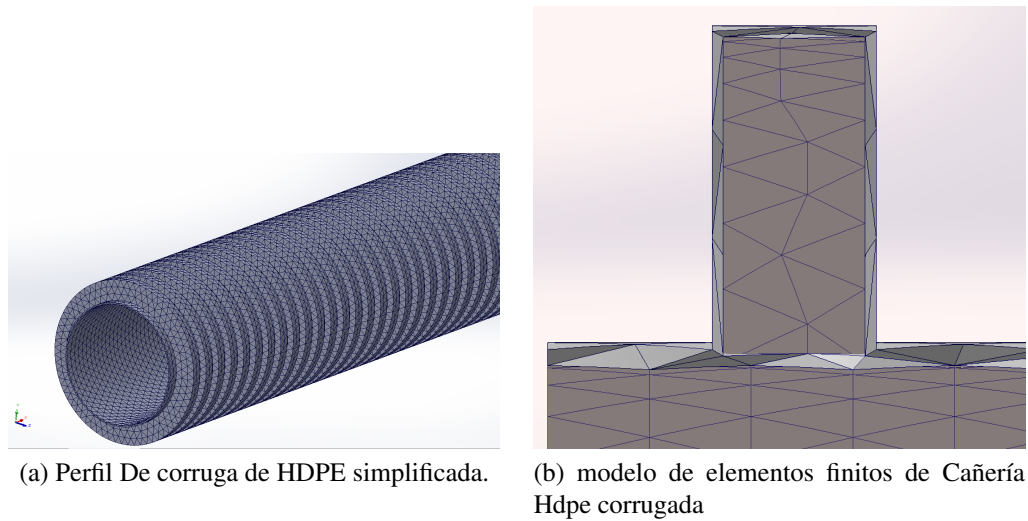 (a) Perfil De corruga de HDPE simplificada.
(b) modelo de elementos finitos de Cañería
Hdpe corrugada